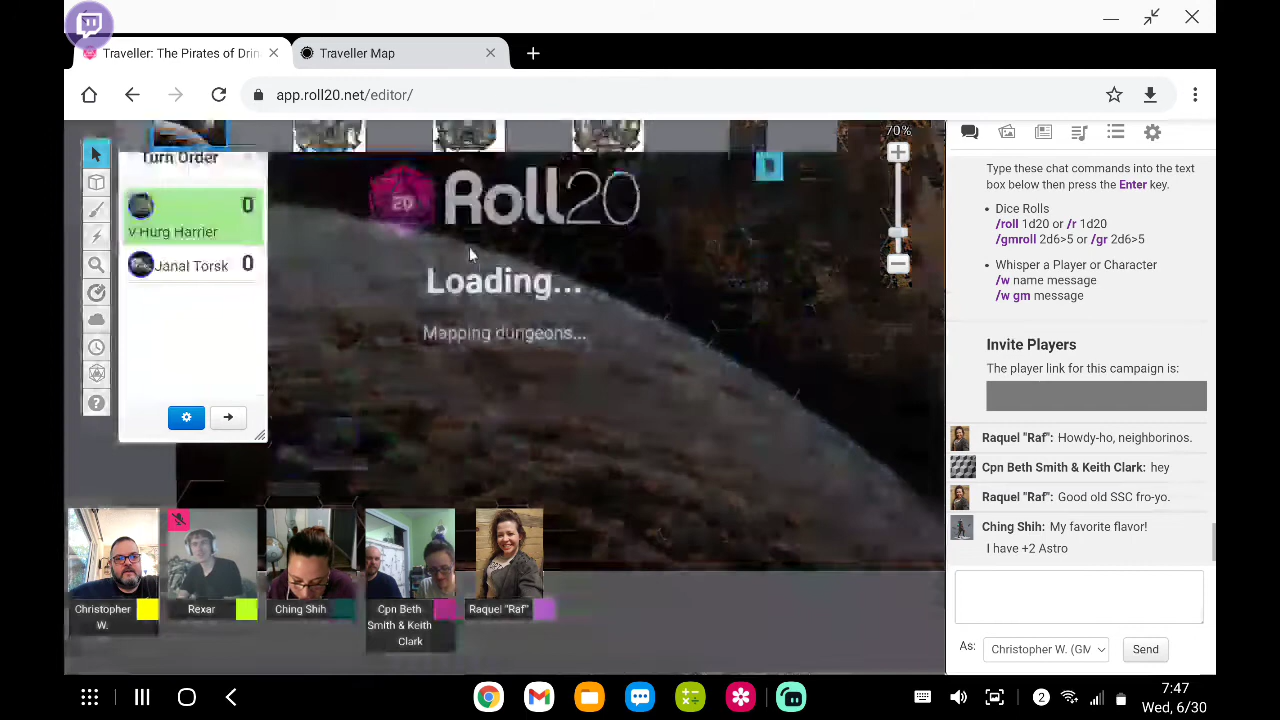 Traveller: The Pirates of Drin
Traveller Map
app.roll20.net/editor/
70%
Turn Order
0
V Hurg Harrier
Janal Torsk 0
20 Roll20
Loading...
Mapping dungeons...
Type these chat commands into the text
box below then press the Enter key.
• Dice Rolls
/roll 1d20 or /r 1d20
/gmroll 2d6>5 or /gr 2d6>5
• Whisper a Player or Character
/w name message
/w gm message
Invite Players
The player link for this campaign is:
Raquel "Raf": Howdy-ho, neighborinos.
Cpn Beth Smith & Keith Clark: hey
Raquel "Raf": Good old SSC fro-yo.
Ching Shih: My favorite flavor!
I have +2 Astro
As: Christopher W. (GM Send
Christopher
W.
Rexar
Ching Shih
Cpn Beth
Smith & Keith
Clark
Raquel "Raf"
2
7:47
Wed, 6/30